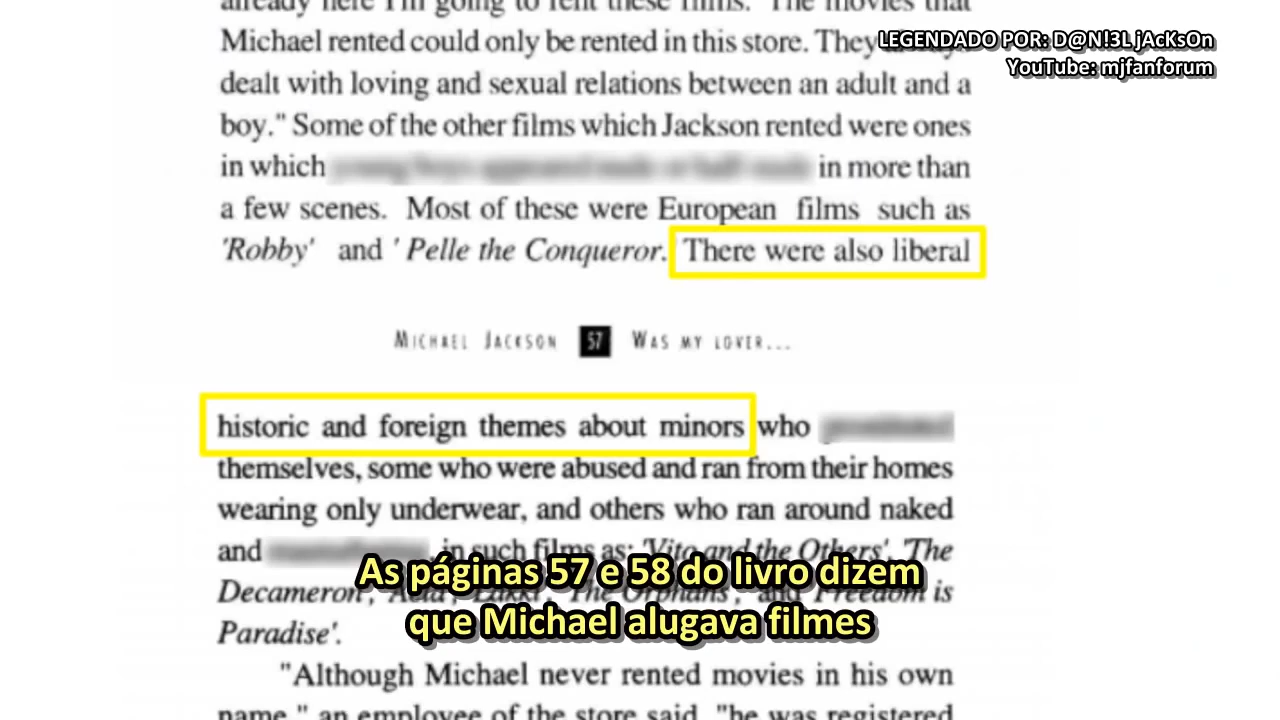 already here I'm going to rent these films." The movies that
LEGENDADO POR: D@N!3L jAcKsOn
YouTube: mjfanforum
Michael rented could only be rented in this store. They
dealt with loving and sexual relations between an adult and a
boy." Some of the other films which Jackson rented were ones
in which in more than
a few scenes. Most of these were European films such as
'Robby' and ' Pelle the Conqueror. There were also liberal
MICHAEL JACKSON 57 WAS MY LOVER...
historic and foreign themes about minors who
themselves, some who were abused and ran from their homes
wearing only underwear, and others who ran around naked
and , in such films as: 'Vito and the Others', 'The
Decameron', 'The Orphans', and 'Freedom is
Paradise'.
As páginas 57 e 58 do livro dizem
que Michael alugava filmes
"Although Michael never rented movies in his own
name," an employee of the store said, "he was registered